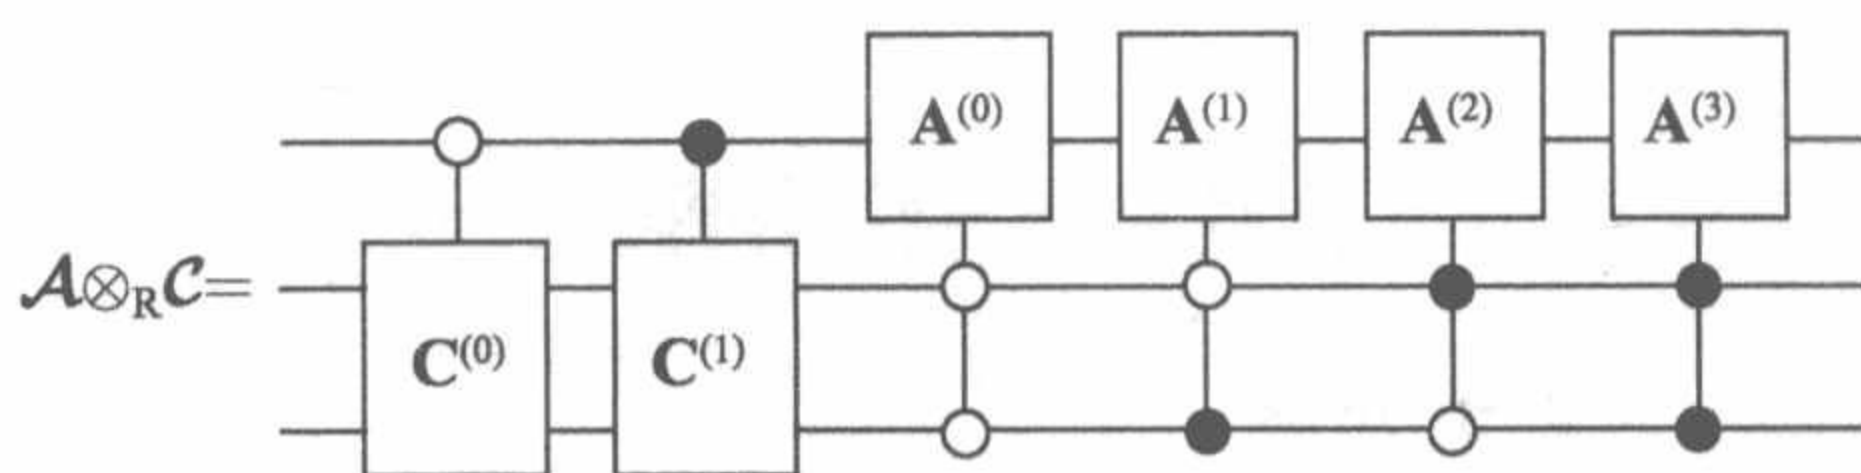 A^(0) A^(1) A^(2) A^(3)
𝓐⊗_R𝓒=
C^(0) C^(1)